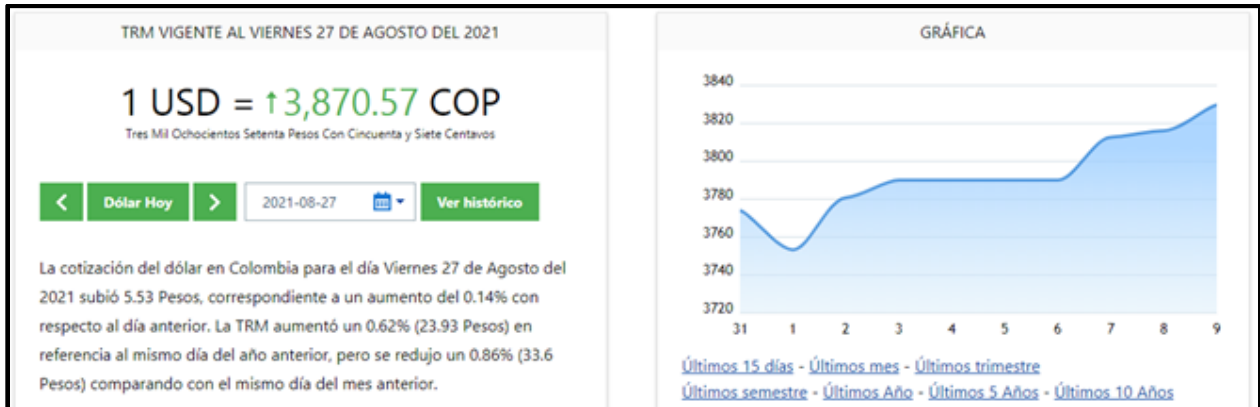 TRM VIGENTE AL VIERNES 27 DE AGOSTO DEL 2021
1 USD = ↑3,870.57 COP
Tres Mil Ochocientos Setenta Pesos Con Cincuenta y Siete Centavos
Dólar Hoy
2021-08-27
Ver histórico
La cotización del dólar en Colombia para el día Viernes 27 de Agosto del
2021 subió 5.53 Pesos, correspondiente a un aumento del 0.14% con
respecto al día anterior. La TRM aumentó un 0.62% (23.93 Pesos) en
referencia al mismo día del año anterior, pero se redujo un 0.86% (33.6
Pesos) comparando con el mismo día del mes anterior.
GRÁFICA
3840
3820
3800
3780
3760
3740
3720
31 1 2 3 4 5 6 7 8 9
Últimos 15 días - Últimos mes - Últimos trimestre
Últimos semestre - Últimos Año - Últimos 5 Años - Últimos 10 Años